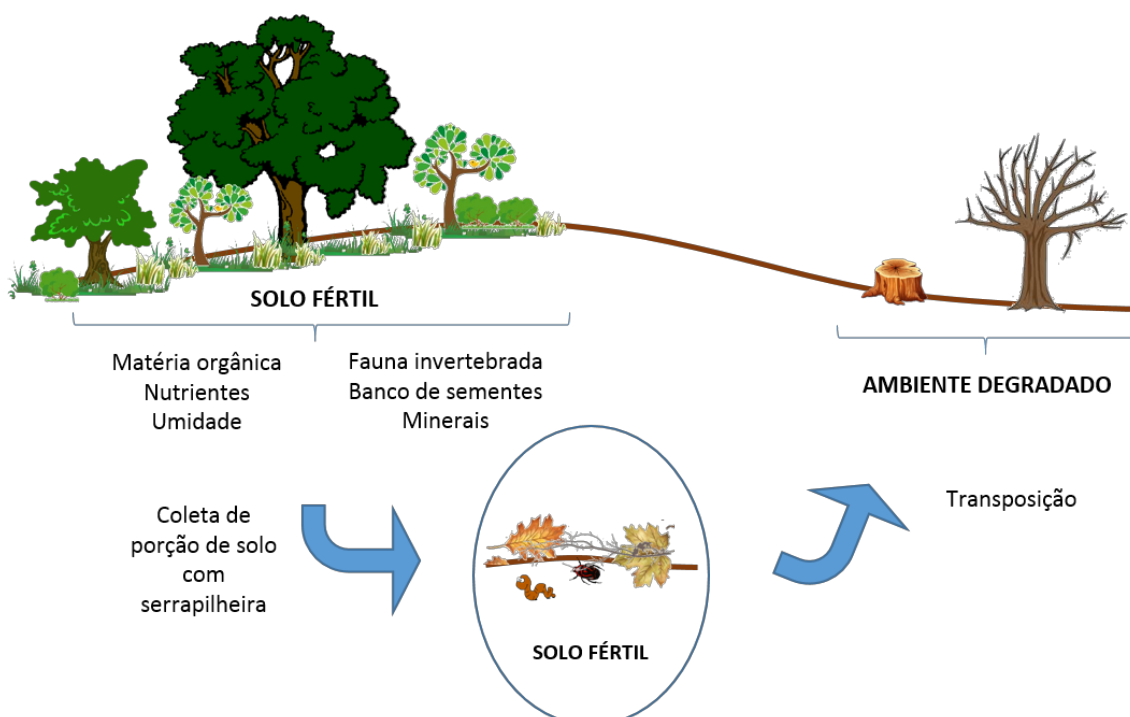 SOLO FÉRTIL
Matéria orgânica
Nutrientes
Umidade
Fauna invertebrada
Banco de sementes
Minerais
AMBIENTE DEGRADADO
Coleta de
porção de solo
com
serrapilheira
SOLO FÉRTIL
Transposição